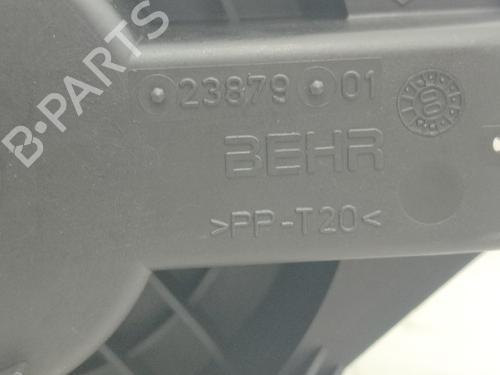 23879 01
BEHR
>PP-T20<
B-PARTS